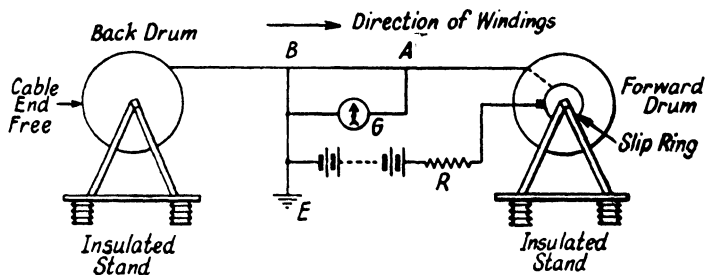 Direction of Windings
Back Drum
B
A
Cable
End
Free
G
Forward
Drum
Slip Ring
R
E
Insulated
Stand
Insulated
Stand